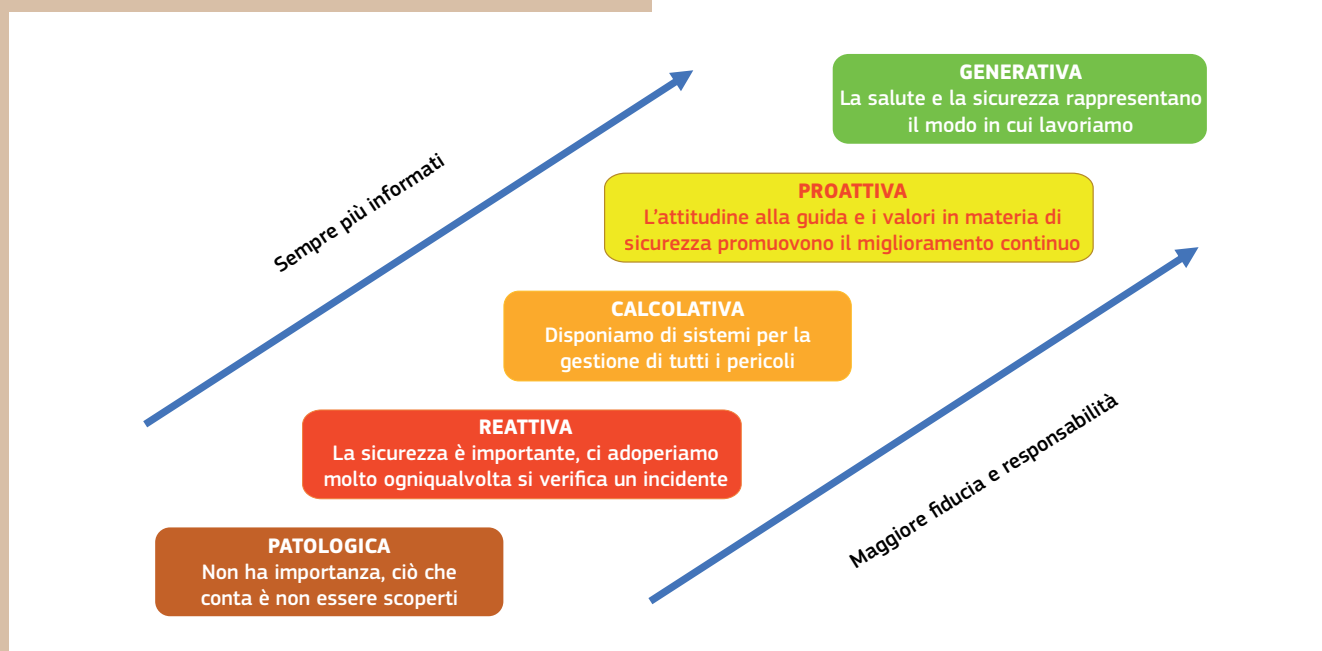 GENERATIVA
La salute e la sicurezza rappresentano
il modo in cui lavoriamo
Sempre più informati
PROATTIVA
L'attitudine alla guida e i valori in materia di
sicurezza promuovono il miglioramento continuo
CALCOLATIVA
Disponiamo di sistemi per la
gestione di tutti i pericoli
REATTIVA
La sicurezza è importante, ci adoperiamo
molto ogniqualvolta si verifica un incidente
Maggiore fiducia e responsabilità
PATOLOGICA
Non ha importanza, ciò che
conta è non essere scoperti